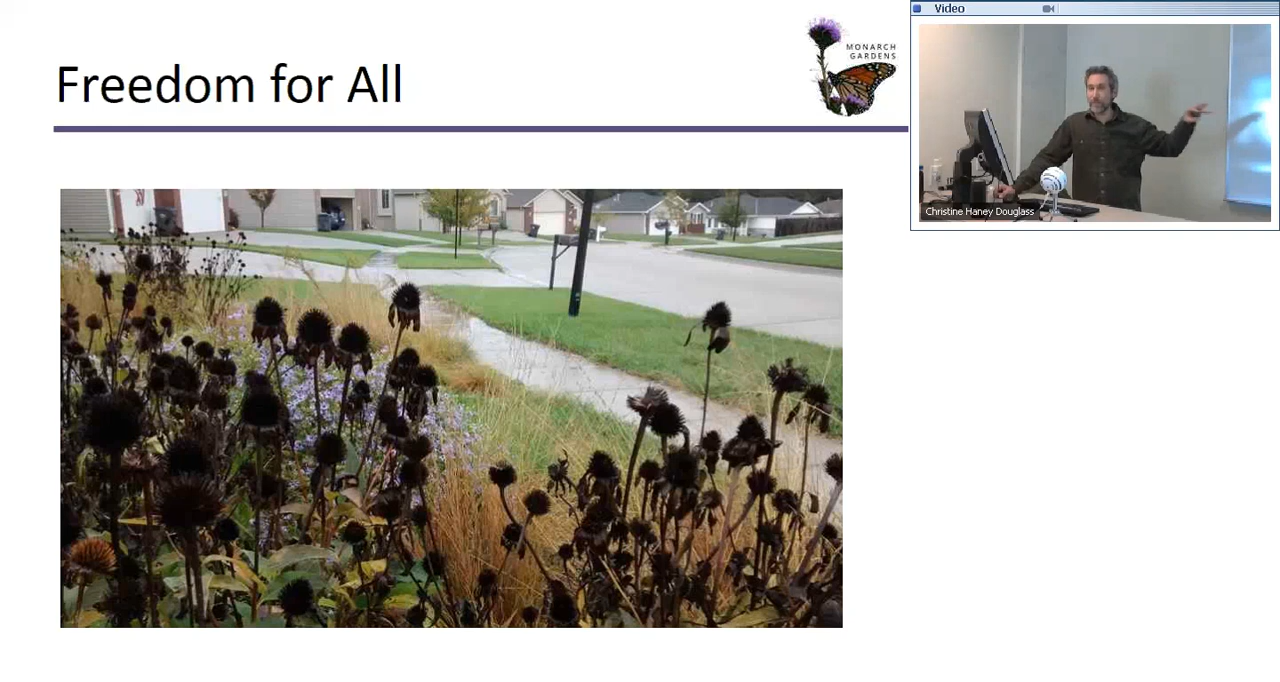 Freedom for All
MONARCH
GARDENS
Video
Christine Haney Douglass